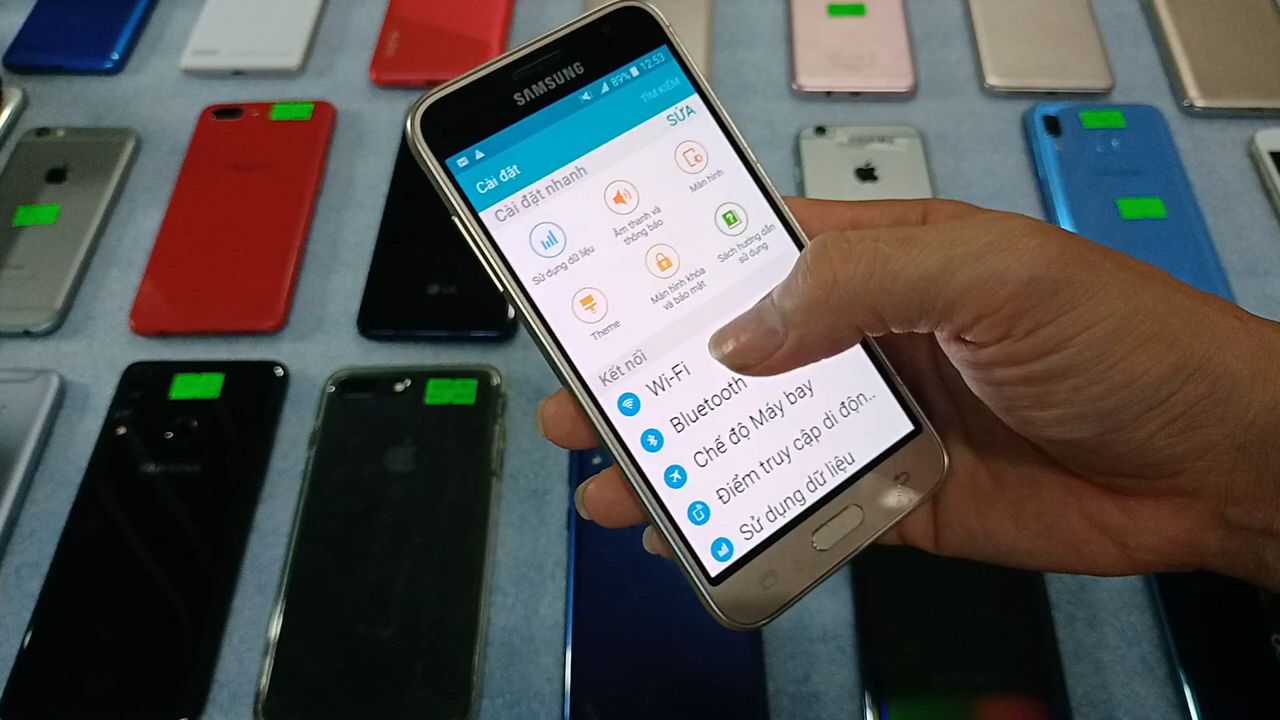 SAMSUNG
89% 12:53
Cài đặt
TÌM KIẾM
Cài đặt nhanh
SỬA
Sử dụng dữ liệu
Âm thanh và
thông báo
Màn hình
Theme
Màn hình khóa
và bảo mật
Sách hướng dẫn
sử dụng
Kết nối
Wi-Fi
Bluetooth
Chế độ Máy bay
Điểm truy cập di độn..
Sử dụng dữ liệu
LG